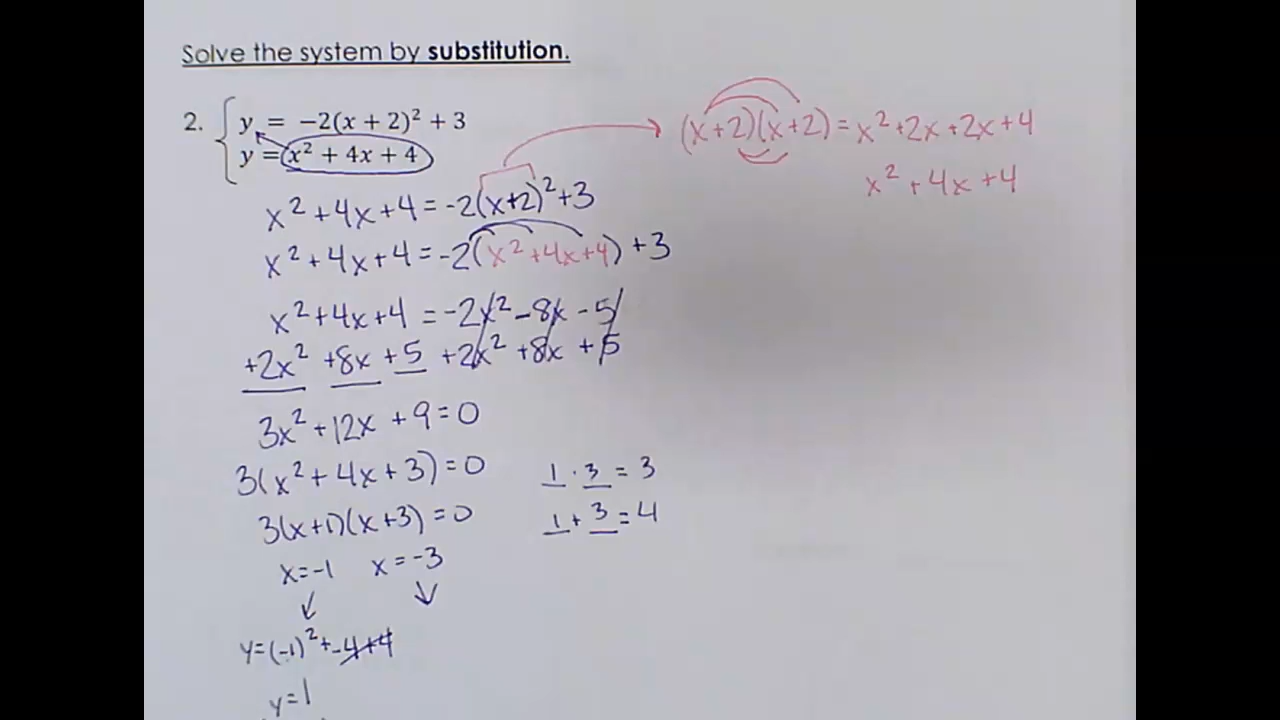 Solve the system by substitution.
2. y = −2(x + 2)² + 3
y = x² + 4x + 4
(x+2)(x+2) = x²+2x+2x+4
x²+4x+4
x²+4x+4 = -2(x+2)²+3
x²+4x+4 = -2(x²+4x+4)+3
x²+4x+4 = -2x²-8x-5
+2x² +8x +5 +2x² +8x +5
3x²+12x+9=0
3(x²+4x+3)=0
1·3=3
3(x+1)(x+3)=0
1+3=4
x=-1 x=-3
y=(-1)²+-4+4
y=1